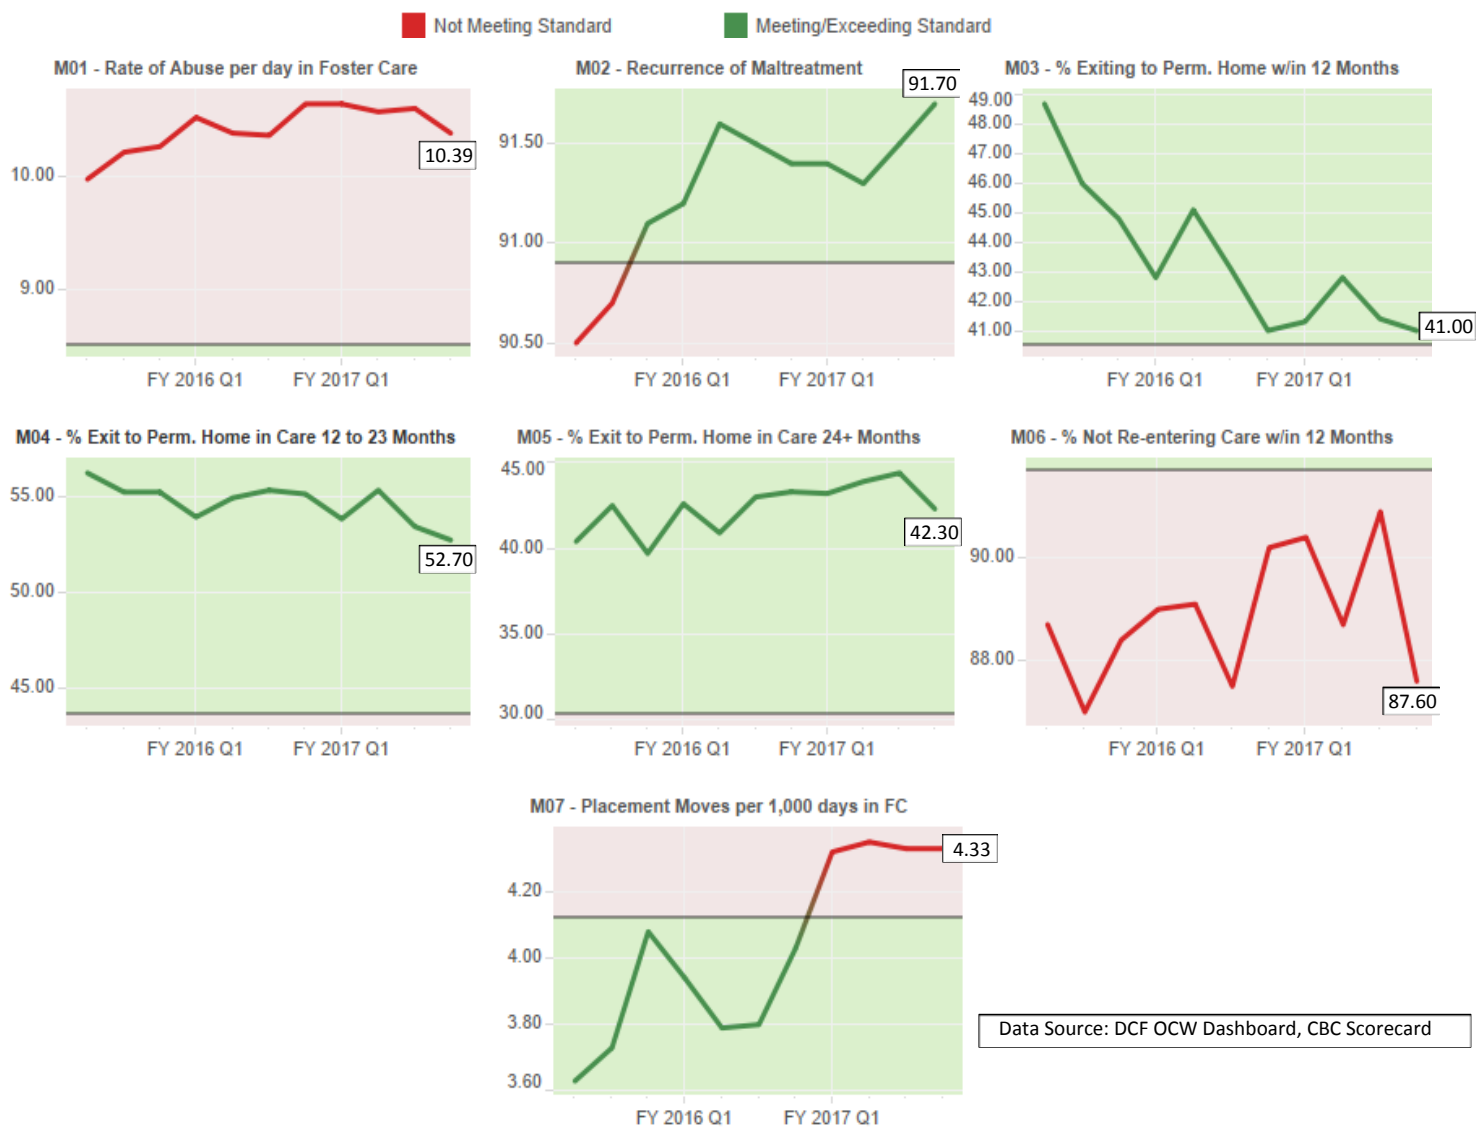 Not Meeting Standard
Meeting/Exceeding Standard
M01 - Rate of Abuse per day in Foster Care
10.00
9.00
10.39
FY 2016 Q1
FY 2017 Q1
M02 - Recurrence of Maltreatment
91.70
91.50
91.00
90.50
FY 2016 Q1
FY 2017 Q1
M03 - % Exiting to Perm. Home w/in 12 Months
49.00
48.00
47.00
46.00
45.00
44.00
43.00
42.00
41.00
41.00
FY 2016 Q1
FY 2017 Q1
M04 - % Exit to Perm. Home in Care 12 to 23 Months
55.00
50.00
45.00
52.70
FY 2016 Q1
FY 2017 Q1
M05 - % Exit to Perm. Home in Care 24+ Months
45.00
40.00
35.00
30.00
42.30
FY 2016 Q1
FY 2017 Q1
M06 - % Not Re-entering Care w/in 12 Months
90.00
88.00
87.60
FY 2016 Q1
FY 2017 Q1
M07 - Placement Moves per 1,000 days in FC
4.33
4.20
4.00
3.80
3.60
FY 2016 Q1
FY 2017 Q1
Data Source: DCF OCW Dashboard, CBC Scorecard